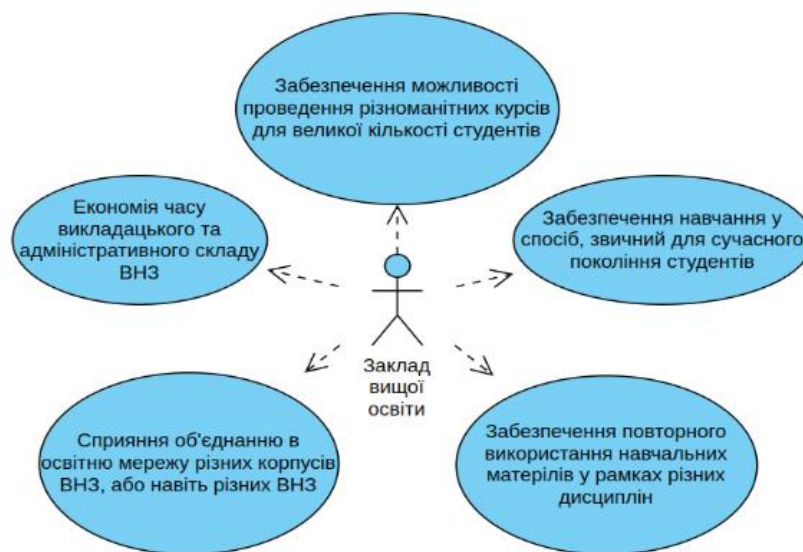 Забезпечення можливості
проведення різноманітних курсів
для великої кількості студентів
Економія часу
викладацького та
адміністративного складу
ВНЗ
Забезпечення навчання у
спосіб, звичний для сучасного
покоління студентів
Заклад
вищої
освіти
Сприяння об'єднанню в
освітню мережу різних корпусів
ВНЗ, або навіть різних ВНЗ
Забезпечення повторного
використання навчальних
матерілів у рамках різних
дисциплін